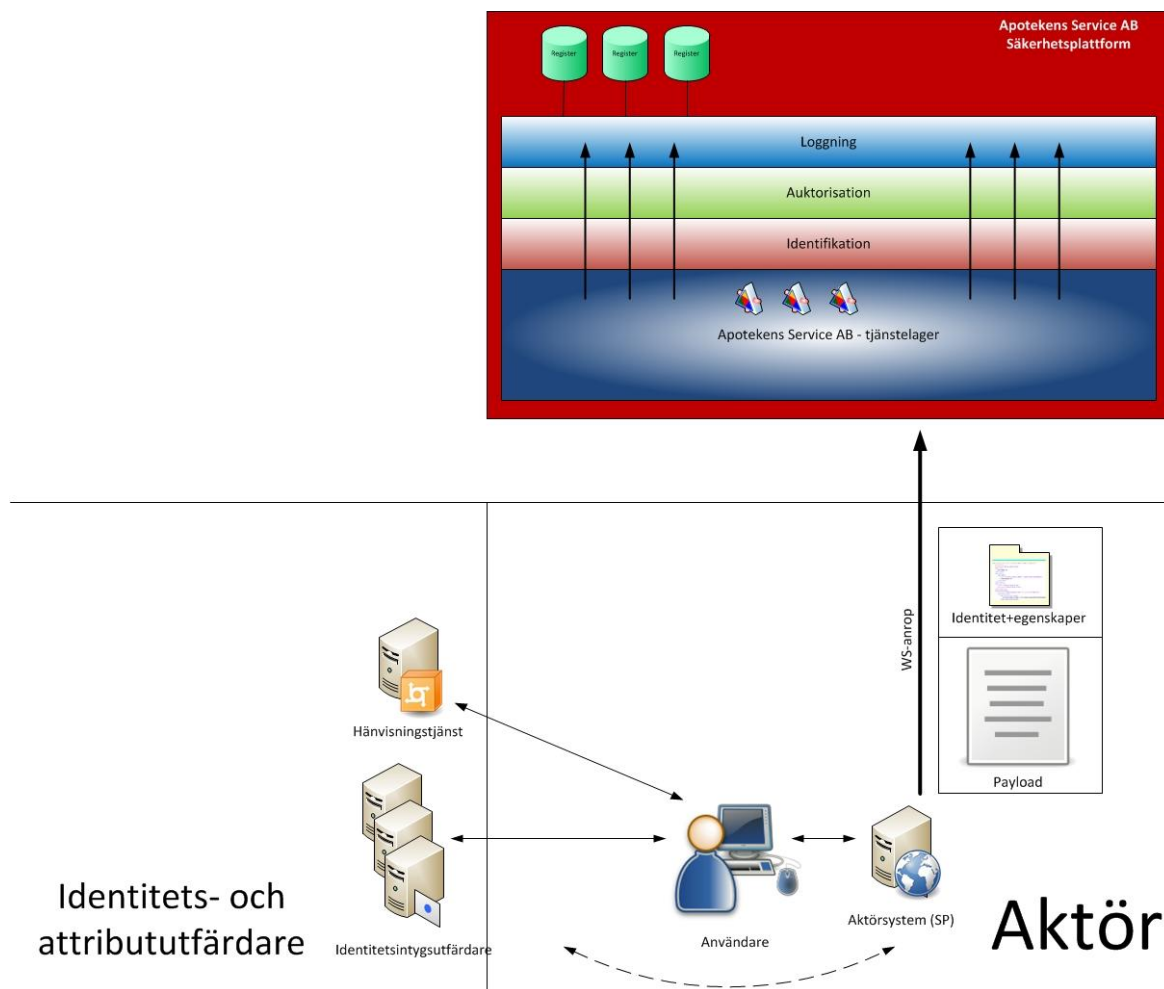 Apotekens Service AB
Säkerhetsplattform
Register
Register
Register
Loggning
Auktorisation
Identifikation
Apotekens Service AB - tjänstelager
WS-anrop
Identitet+egenskaper
Payload
Hänvisningstjänst
Identitetsintygsutfärdare
Användare
Aktörsystem (SP)
Identitets- och
attribututfärdare
Aktör